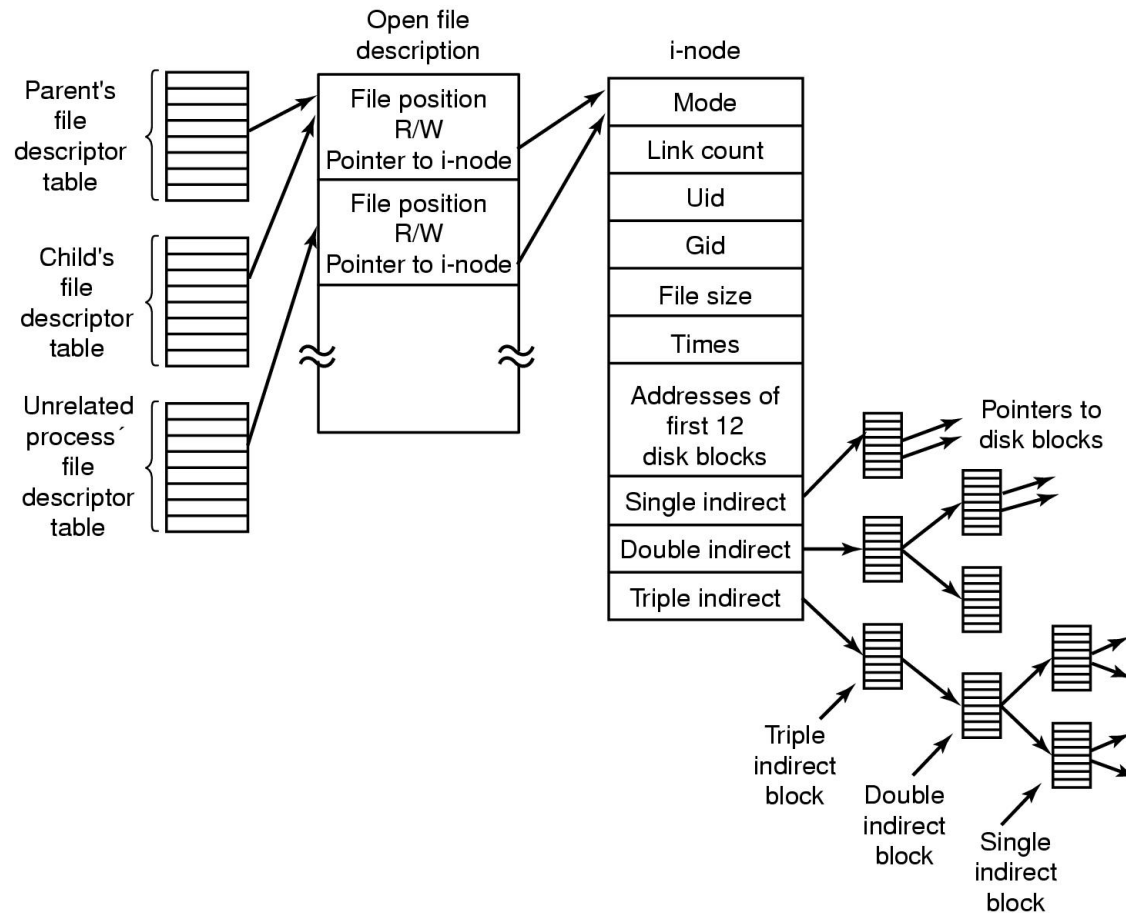 Open file
description
i-node
Parent's
file
descriptor
table
File position
R/W
Pointer to i-node
File position
R/W
Pointer to i-node
Child's
file
descriptor
table
Unrelated
process´
file
descriptor
table
Mode
Link count
Uid
Gid
File size
Times
Addresses of
first 12
disk blocks
Single indirect
Double indirect
Triple indirect
Pointers to
disk blocks
Triple
indirect
block
Double
indirect
block
Single
indirect
block